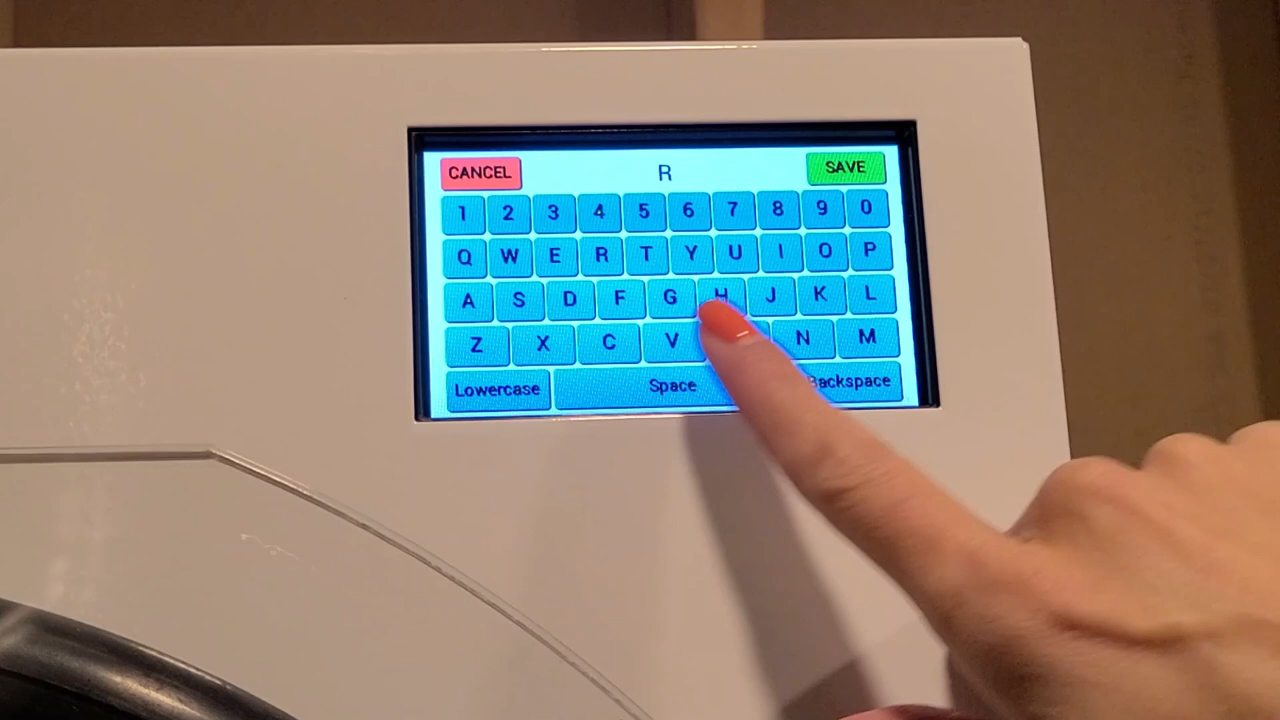 CANCEL R SAVE
1 2 3 4 5 6 7 8 9 0
Q W E R T Y U I O P
A S D F G H J K L
Z X C V N M
Lowercase Space Backspace